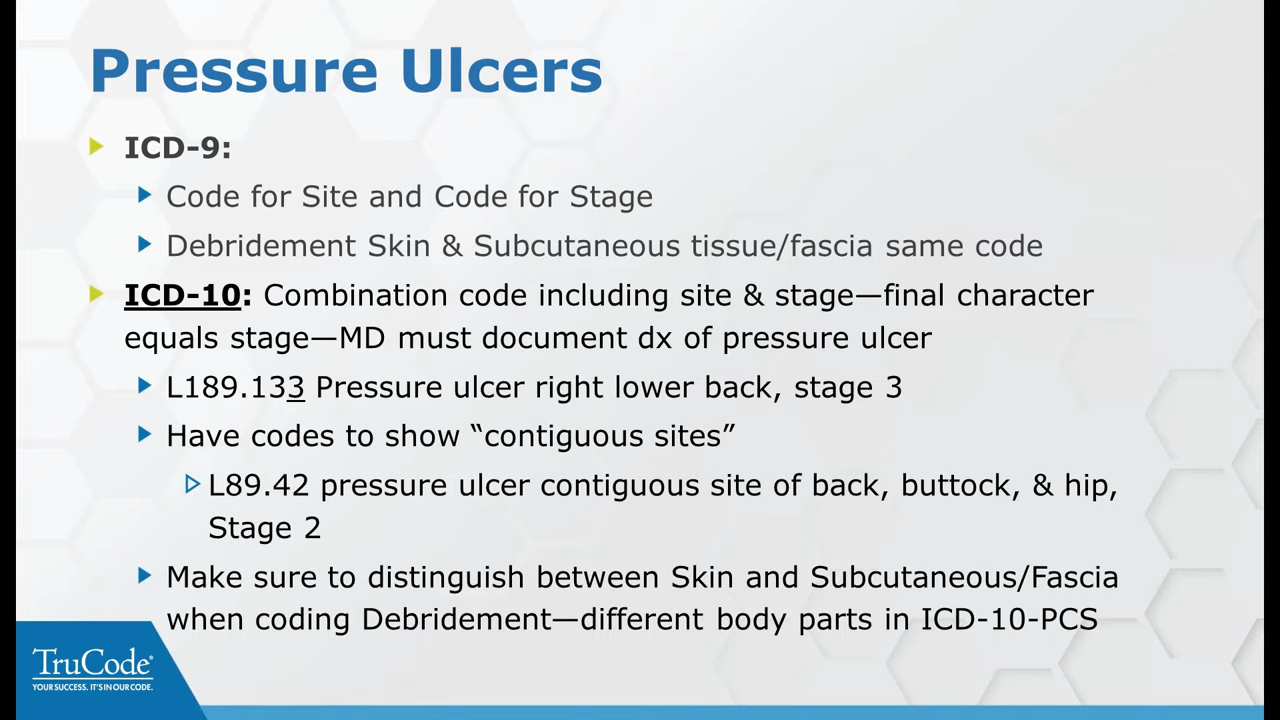 Pressure Ulcers
ICD-9:
Code for Site and Code for Stage
Debridement Skin & Subcutaneous tissue/fascia same code
ICD-10: Combination code including site & stage—final character
equals stage—MD must document dx of pressure ulcer
L189.133 Pressure ulcer right lower back, stage 3
Have codes to show “contiguous sites”
L89.42 pressure ulcer contiguous site of back, buttock, & hip,
Stage 2
Make sure to distinguish between Skin and Subcutaneous/Fascia
when coding Debridement—different body parts in ICD-10-PCS
TruCode®
YOUR SUCCESS. IT'S IN OUR CODE.